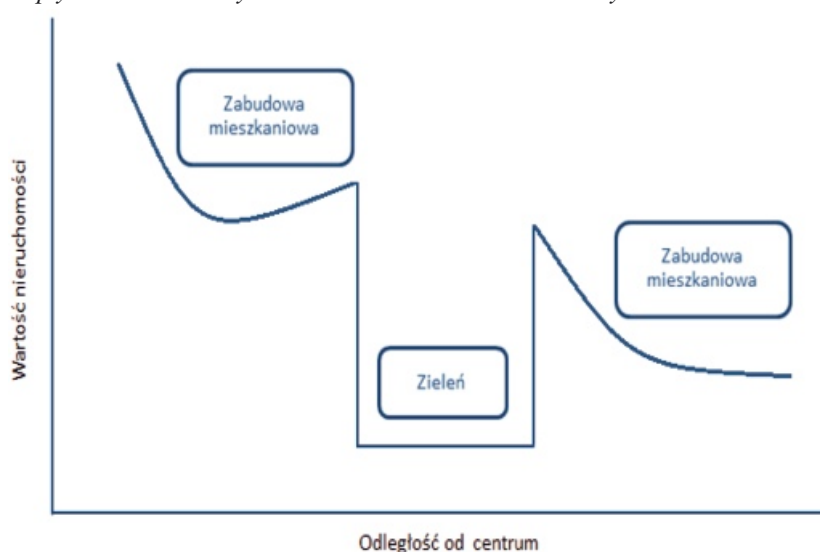 Zabudowa
mieszkaniowa
Zabudowa
mieszkaniowa
Zieleń
Wartość nieruchomości
Odległość od centrum